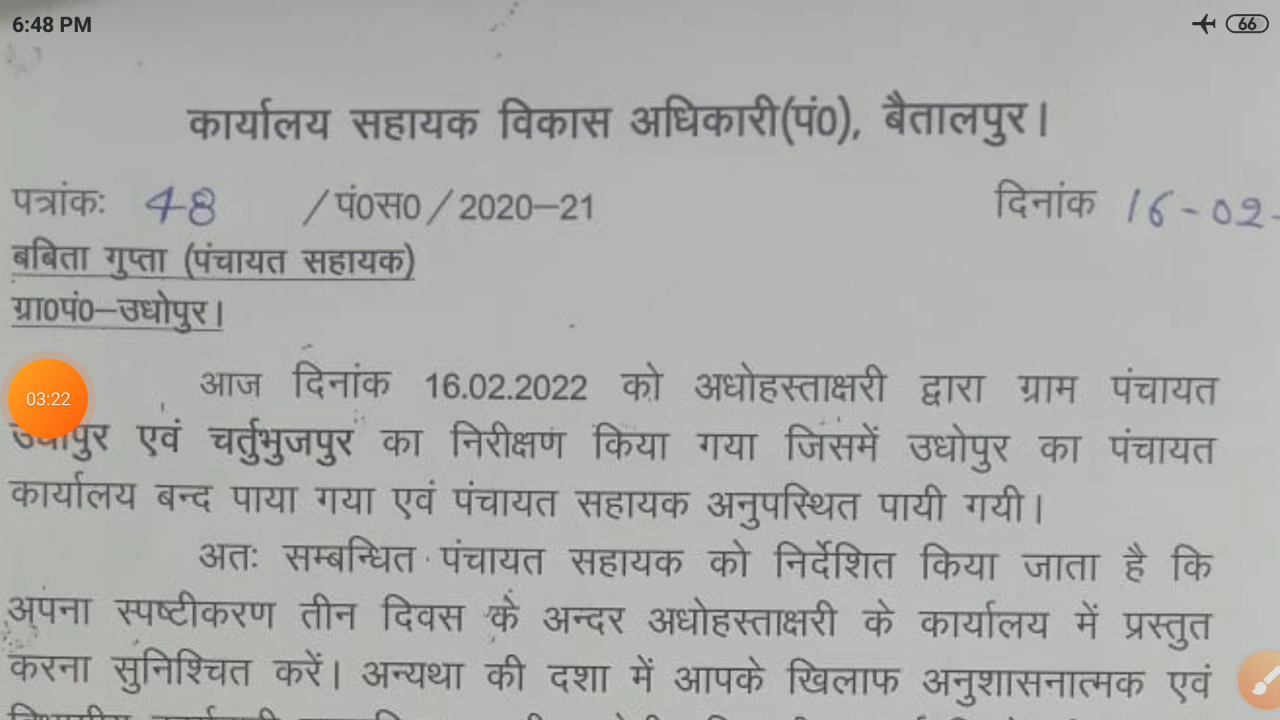 6:48 PM
66
कार्यालय सहायक विकास अधिकारी(पं0), बैतालपुर।
पत्रांकः 48 /पं0स0/2020–21 दिनांक 16-02-
बबिता गुप्ता (पंचायत सहायक)
ग्रा0पं0–उधोपुर।
आज दिनांक 16.02.2022 को अधोहस्ताक्षरी द्वारा ग्राम पंचायत
03:22
उधोपुर एवं चर्तुभुजपुर का निरीक्षण किया गया जिसमें उधोपुर का पंचायत
कार्यालय बन्द पाया गया एवं पंचायत सहायक अनुपस्थित पायी गयी।
अतः सम्बन्धित पंचायत सहायक को निर्देशित किया जाता है कि
अपना स्पष्टीकरण तीन दिवस के अन्दर अधोहस्ताक्षरी के कार्यालय में प्रस्तुत
करना सुनिश्चित करें। अन्यथा की दशा में आपके खिलाफ अनुशासनात्मक एवं